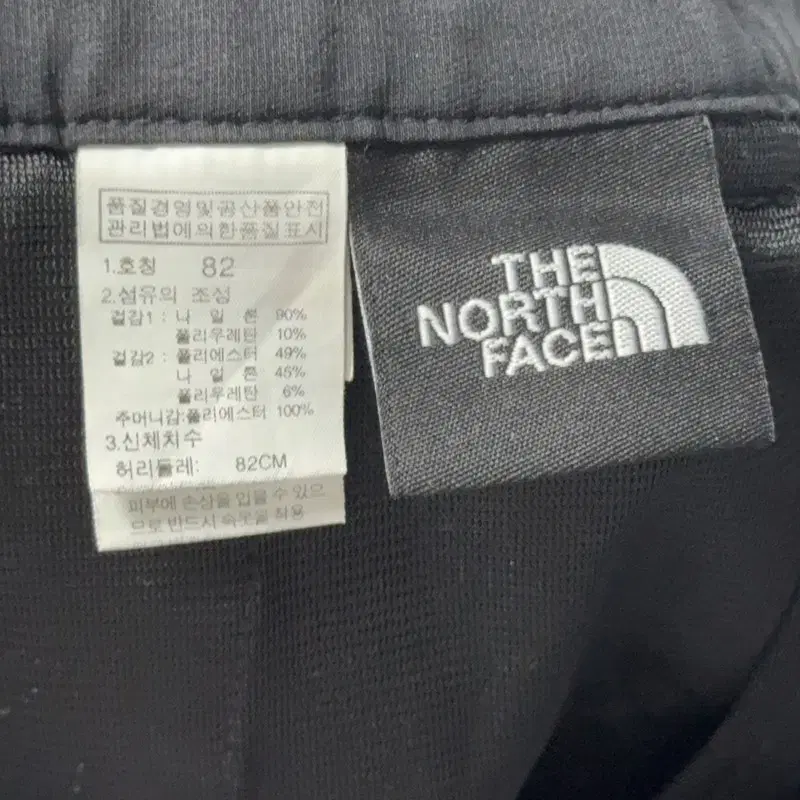 품질경영및공산품안전
관리법에의한품질표시
1.호칭 82
2.섬유의 조성
겉감1 : 나 일 론 90%
폴리우레탄 10%
겉감2 : 폴리에스터 49%
나 일 론 45%
폴리우레탄 6%
주머니감:폴리에스터 100%
3.신체치수
허리둘레: 82CM
피부에 손상을 입을 수 있으
므로 반드시 속옷을 착용
THE
NORTH
FACE